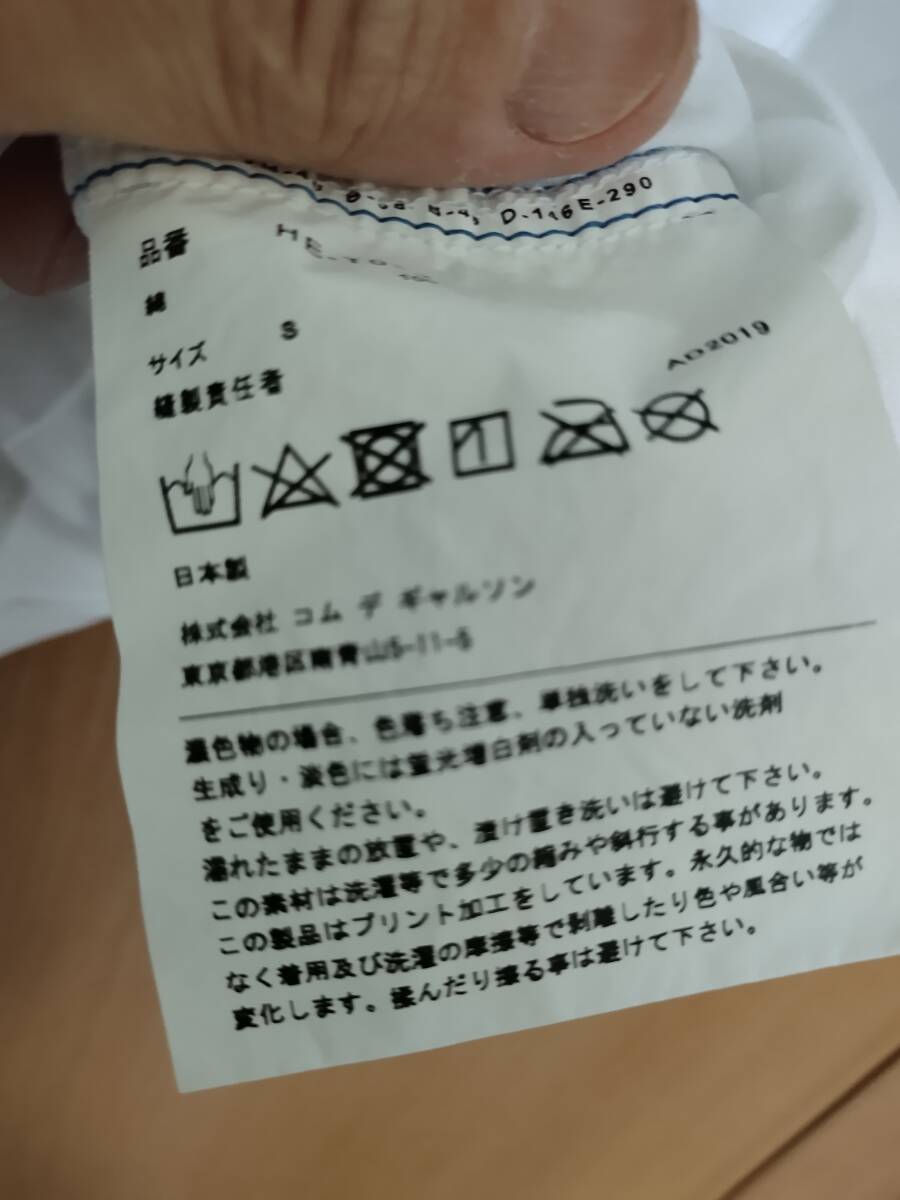 D-116E-290
品番 HE
綿
サイズ S
縫製責任者
AD2019
日本製
株式会社 コム デ ギャルソン
東京都港区南青山5-11-5
濃色物の場合、色落ち注意、単独洗いをして下さい。
生成り・淡色には蛍光増白剤の入っていない洗剤
をご使用ください。
濡れたままの放置や、漬け置き洗いは避けて下さい。
この素材は洗濯等で多少の縮みや斜行する事があります。
この製品はプリント加工をしています。永久的な物では
なく着用及び洗濯の摩擦等で剥離したり色や風合い等が
変化します。揉んだり擦る事は避けて下さい。